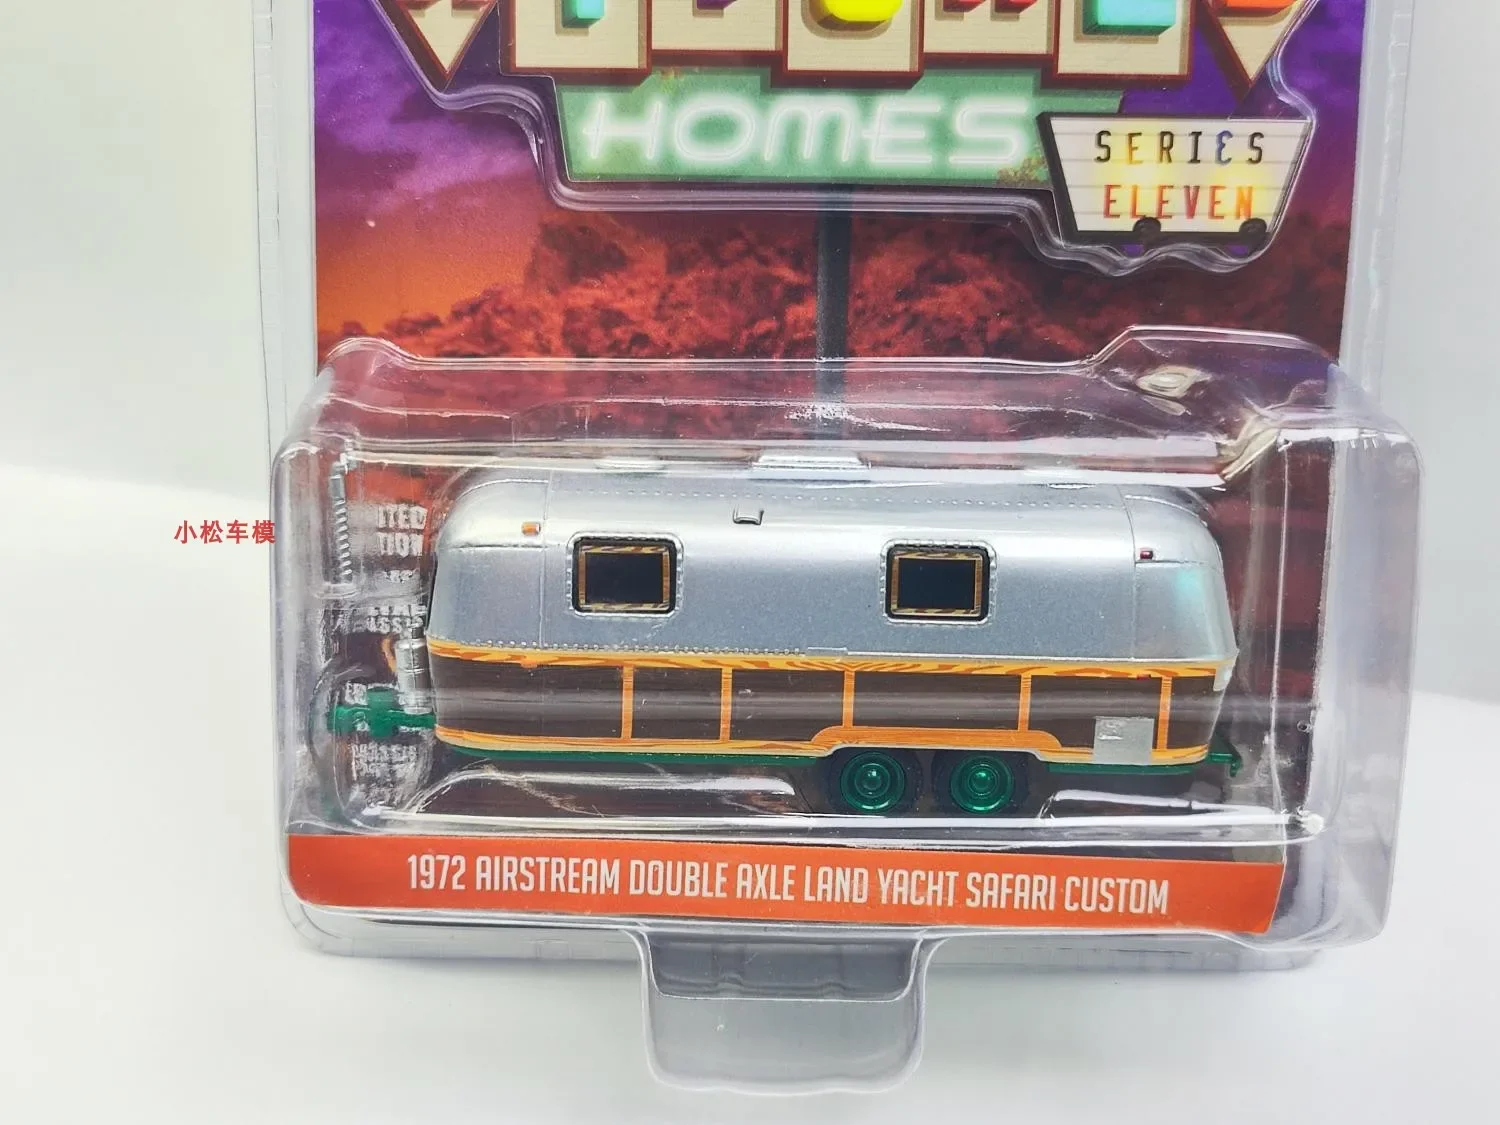 HOMES
SERIES
ELEVEN
小松车模
1972 AIRSTREAM DOUBLE AXLE LAND YACHT SAFARI CUSTOM